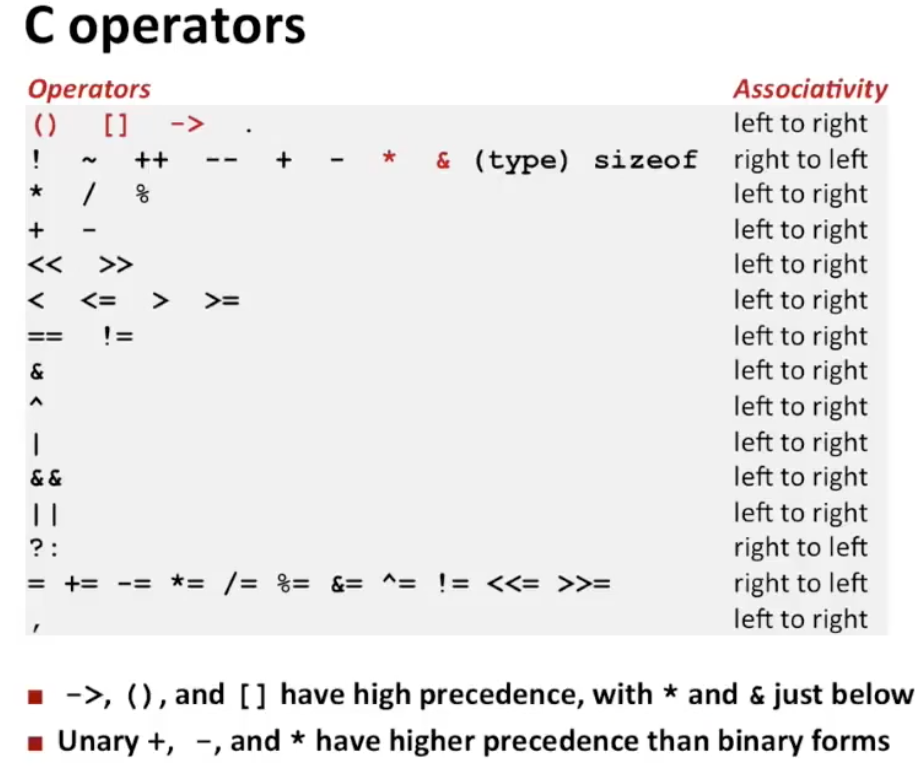 C operators
Operators Associativity
() [] -> . left to right
! ~ ++ -- + - * & (type) sizeof right to left
* / % left to right
+ - left to right
<< >> left to right
< <= > >= left to right
== != left to right
& left to right
^ left to right
| left to right
&& left to right
|| left to right
?: right to left
= += -= *= /= %= &= ^= != <<= >>= right to left
, left to right
■ ->, (), and [] have high precedence, with * and & just below
■ Unary +, -, and * have higher precedence than binary forms